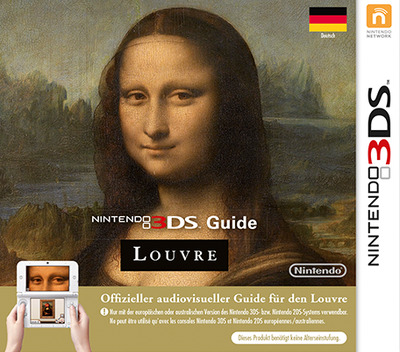 Deutsch
NINTENDO
NETWORK
NINTENDO 3DS™ Guide
LOUVRE
Nintendo
Offizieller audiovisueller Guide für den Louvre
! Nur mit der europäischen oder australischen Version des Nintendo 3DS- bzw. Nintendo 2DS-Systems verwendbar.
Ne peut être utilisé qu'avec les consoles Nintendo 3DS et Nintendo 2DS européennes/australiennes.
Dieses Produkt benötigt keine Alterseinstufung.
NINTENDO 3DS™